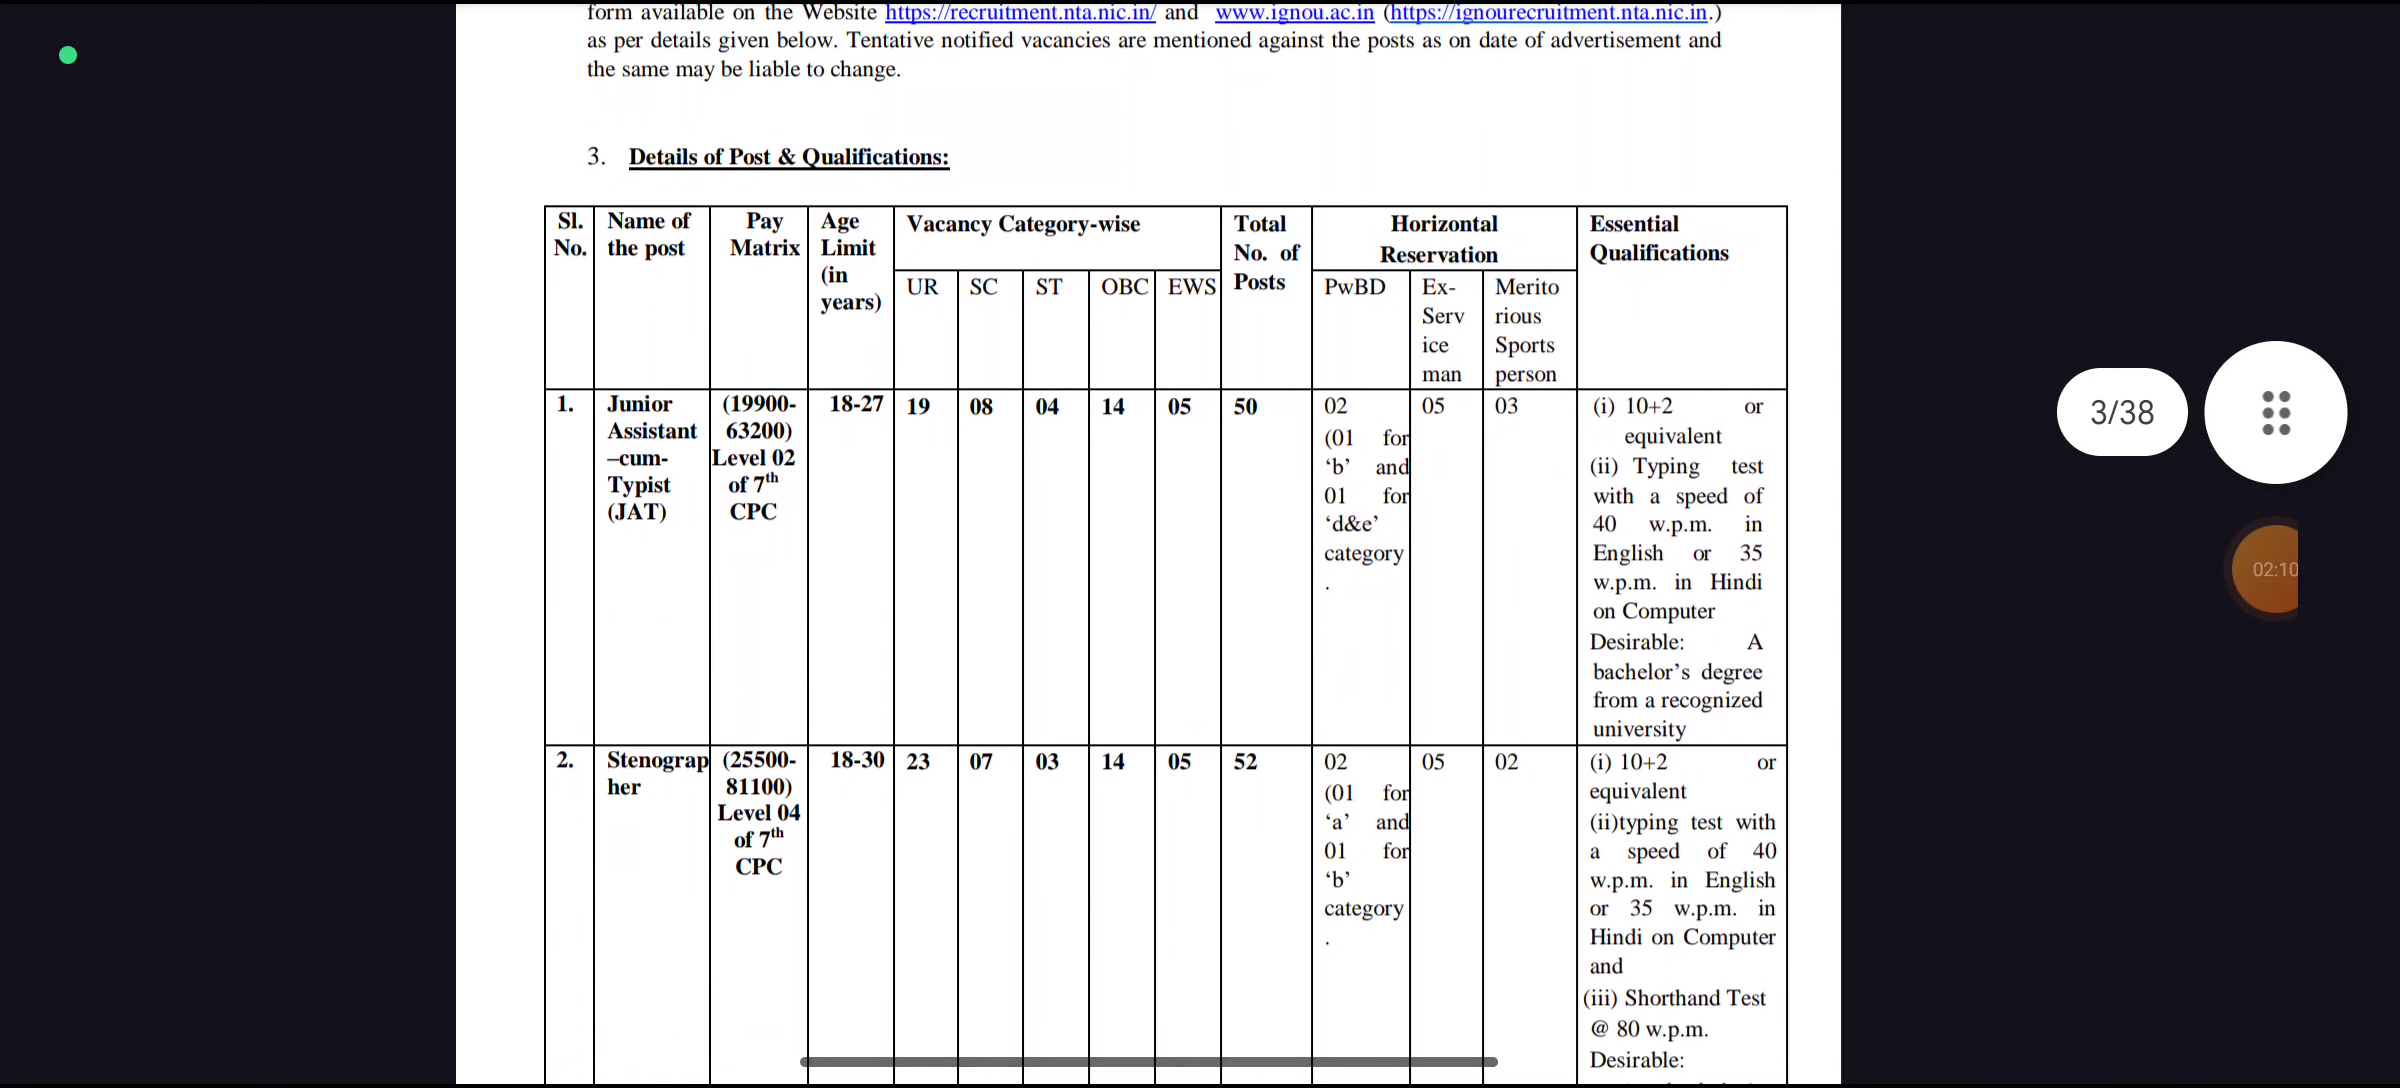 form available on the Website https://recruitment.nta.nic.in/ and www.ignou.ac.in (https://ignourecruitment.nta.nic.in.)
as per details given below. Tentative notified vacancies are mentioned against the posts as on date of advertisement and
the same may be liable to change.
3. Details of Post & Qualifications:
Sl. No.
Name of the post
Pay Matrix
Age Limit (in years)
Vacancy Category-wise
Total No. of Posts
Horizontal Reservation
Essential Qualifications
UR SC ST OBC EWS
PwBD
Ex-
Serv
ice
man
Merito
rious
Sports
person
1.
Junior
Assistant
–cum-
Typist
(JAT)
(19900-
63200)
Level 02
of 7th
CPC
18-27
19 08 04 14 05 50
02
(01 for
‘b’ and
01 for
‘d&e’
category
.
05
03
(i) 10+2 or
equivalent
(ii) Typing test
with a speed of
40 w.p.m. in
English or 35
w.p.m. in Hindi
on Computer
Desirable: A
bachelor’s degree
from a recognized
university
2.
Stenograp
her
(25500-
81100)
Level 04
of 7th
CPC
18-30
23 07 03 14 05 52
02
(01 for
‘a’ and
01 for
‘b’
category
.
05
02
(i) 10+2 or
equivalent
(ii)typing test with
a speed of 40
w.p.m. in English
or 35 w.p.m. in
Hindi on Computer
and
(iii) Shorthand Test
@ 80 w.p.m.
Desirable:
3/38
02:10